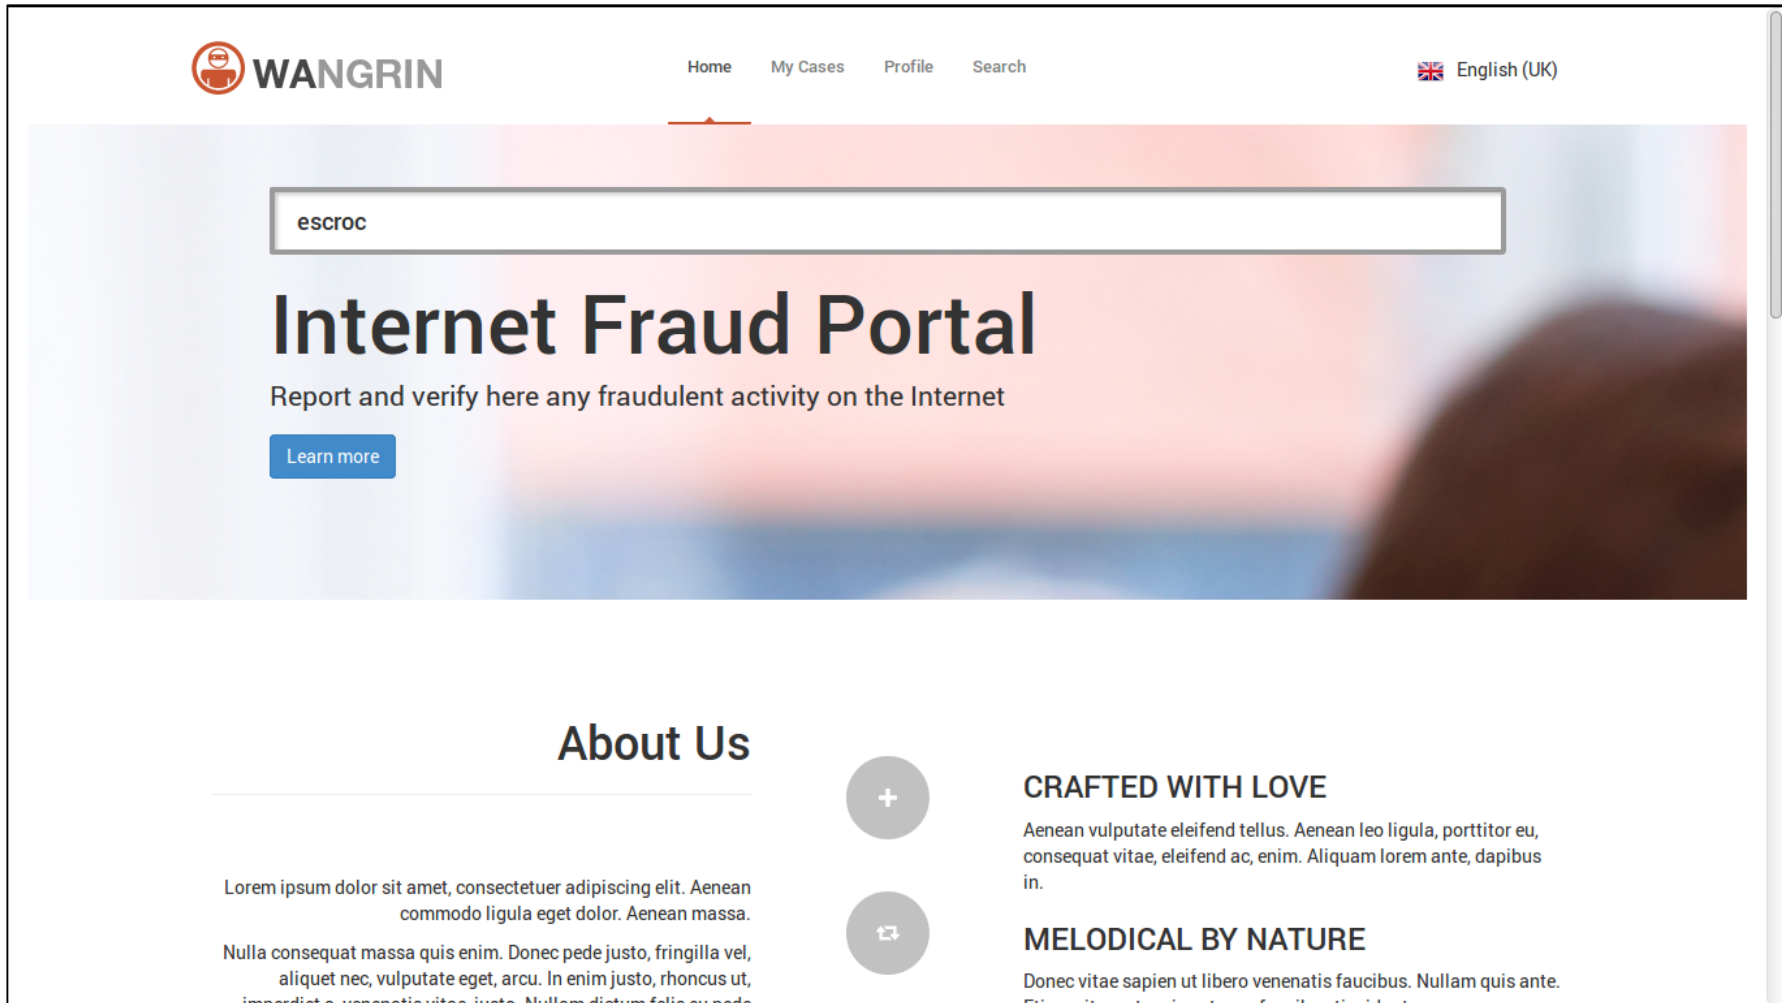 WANGRIN
Home
My Cases
Profile
Search
English (UK)
escroc
Internet Fraud Portal
Report and verify here any fraudulent activity on the Internet
Learn more
About Us
Lorem ipsum dolor sit amet, consectetuer adipiscing elit. Aenean
commodo ligula eget dolor. Aenean massa.
Nulla consequat massa quis enim. Donec pede justo, fringilla vel,
aliquet nec, vulputate eget, arcu. In enim justo, rhoncus ut,
CRAFTED WITH LOVE
Aenean vulputate eleifend tellus. Aenean leo ligula, porttitor eu,
consequat vitae, eleifend ac, enim. Aliquam lorem ante, dapibus
in.
MELODICAL BY NATURE
Donec vitae sapien ut libero venenatis faucibus. Nullam quis ante.